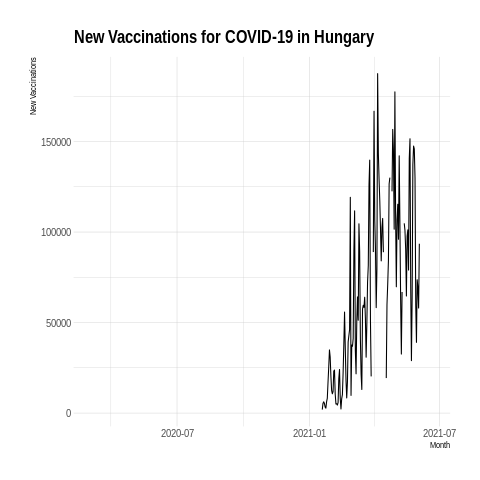 New Vaccinations for COVID-19 in Hungary
New Vaccinations
150000
100000
50000
0
2020-07
2021-01
2021-07
Month